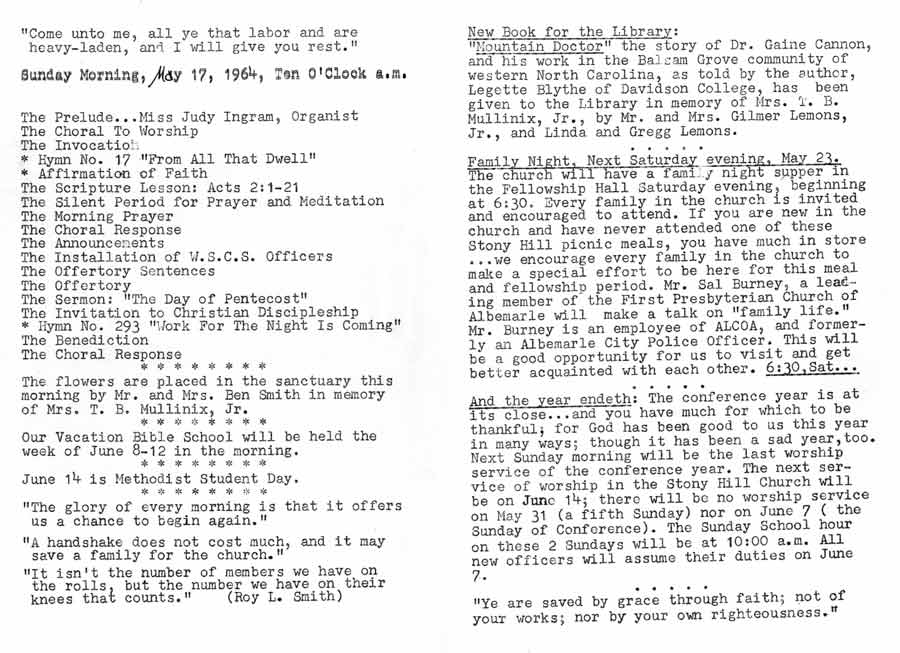 "Come unto me, all ye that labor and are
heavy-laden, and I will give you rest."
Sunday Morning, May 17, 1964, Ten O'Clock a.m.
The Prelude...Miss Judy Ingram, Organist
The Choral To Worship
The Invocation
* Hymn No. 17 "From All That Dwell"
* Affirmation of Faith
The Scripture Lesson: Acts 2:1-21
The Silent Period for Prayer and Meditation
The Morning Prayer
The Choral Response
The Announcements
The Installation of W.S.C.S. Officers
The Offertory Sentences
The Offertory
The Sermon: "The Day of Pentecost"
The Invitation to Christian Discipleship
* Hymn No. 293 "Work For The Night Is Coming"
The Benediction
The Choral Response
* * * * * * * *
The flowers are placed in the sanctuary this
morning by Mr. and Mrs. Ben Smith in memory
of Mrs. T. B. Mullinix, Jr.
* * * * * * * *
Our Vacation Bible School will be held the
week of June 8-12 in the morning.
* * * * * * * *
June 14 is Methodist Student Day.
* * * * * * * *
"The glory of every morning is that it offers
us a chance to begin again."
"A handshake does not cost much, and it may
save a family for the church."
"It isn't the number of members we have on
the rolls, but the number we have on their
knees that counts." (Roy L. Smith)
New Book for the Library:
"Mountain Doctor" the story of Dr. Gaine Cannon,
and his work in the Balsam Grove community of
western North Carolina, as told by the author,
Legette Blythe of Davidson College, has been
given to the Library in memory of Mrs. T. B.
Mullinix, Jr., by Mr. and Mrs. Gilmer Lemons,
Jr., and Linda and Gregg Lemons.
. . . . .
Family Night, Next Saturday evening, May 23.
The church will have a family night supper in
the Fellowship Hall Saturday evening, beginning
at 6:30. Every family in the church is invited
and encouraged to attend. If you are new in the
church and have never attended one of these
Stony Hill picnic meals, you have much in store
...we encourage every family in the church to
make a special effort to be here for this meal
and fellowship period. Mr. Sal Burney, a lead-
ing member of the First Presbyterian Church of
Albemarle will make a talk on "family life."
Mr. Burney is an employee of ALCOA, and former-
ly an Albemarle City Police Officer. This will
be a good opportunity for us to visit and get
better acquainted with each other. 6:30,Sat...
. . . . .
And the year endeth: The conference year is at
its close...and you have much for which to be
thankful; for God has been good to us this year
in many ways; though it has been a sad year,too.
Next Sunday morning will be the last worship
service of the conference year. The next ser-
vice of worship in the Stony Hill Church will
be on June 14; there will be no worship service
on May 31 (a fifth Sunday) nor on June 7 ( the
Sunday of Conference). The Sunday School hour
on these 2 Sundays will be at 10:00 a.m. All
new officers will assume their duties on June
7.
. . . . .
"Ye are saved by grace through faith; not of
your works; nor by your own righteousness."